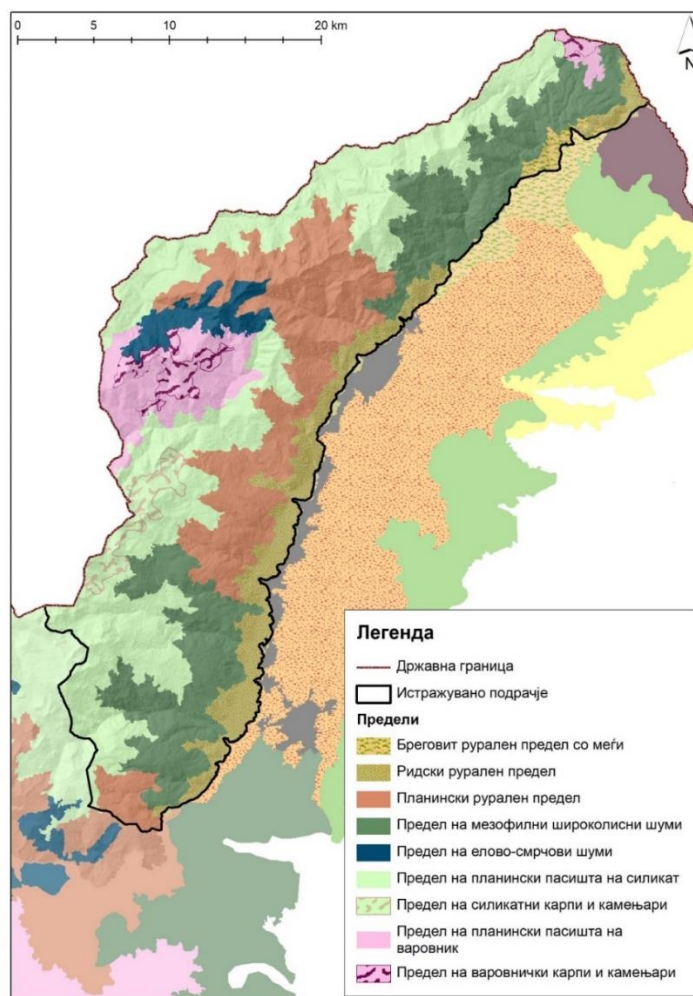 0 5 10 20 km
N
Легенда
Државна граница
Истражувано подрачје
Предели
Бреговит рурален предел со меѓи
Ридски рурален предел
Планински рурален предел
Предел на мезофилни широколисни шуми
Предел на елово-смрчови шуми
Предел на планински пасишта на силикат
Предел на силикатни карпи и камењари
Предел на планински пасишта на
варовник
Предел на варовнички карпи и камењари